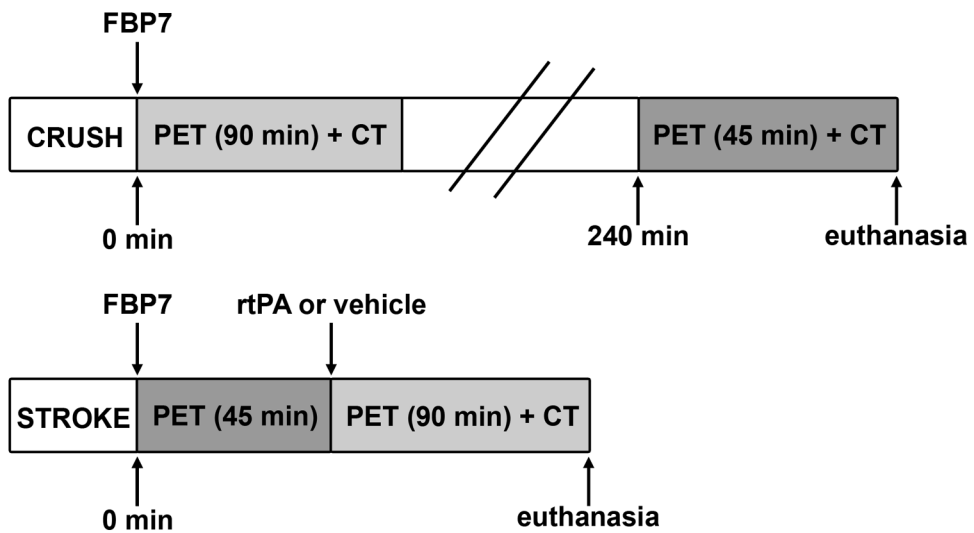 FBP7
CRUSH PET (90 min) + CT PET (45 min) + CT
0 min 240 min euthanasia
FBP7 rtPA or vehicle
STROKE PET (45 min) PET (90 min) + CT
0 min euthanasia